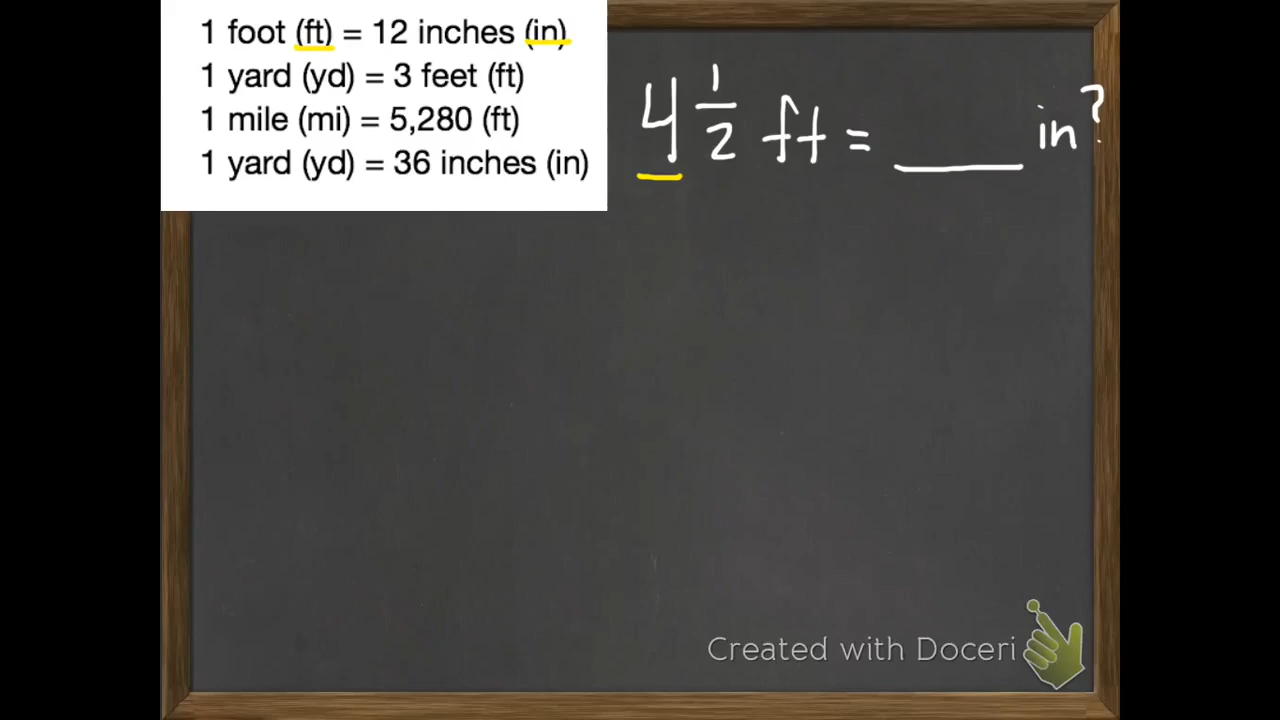 1 foot (ft) = 12 inches (in)
1 yard (yd) = 3 feet (ft)
1 mile (mi) = 5,280 (ft)
1 yard (yd) = 36 inches (in)
4 1/2 ft = ____ in?
Created with Doceri